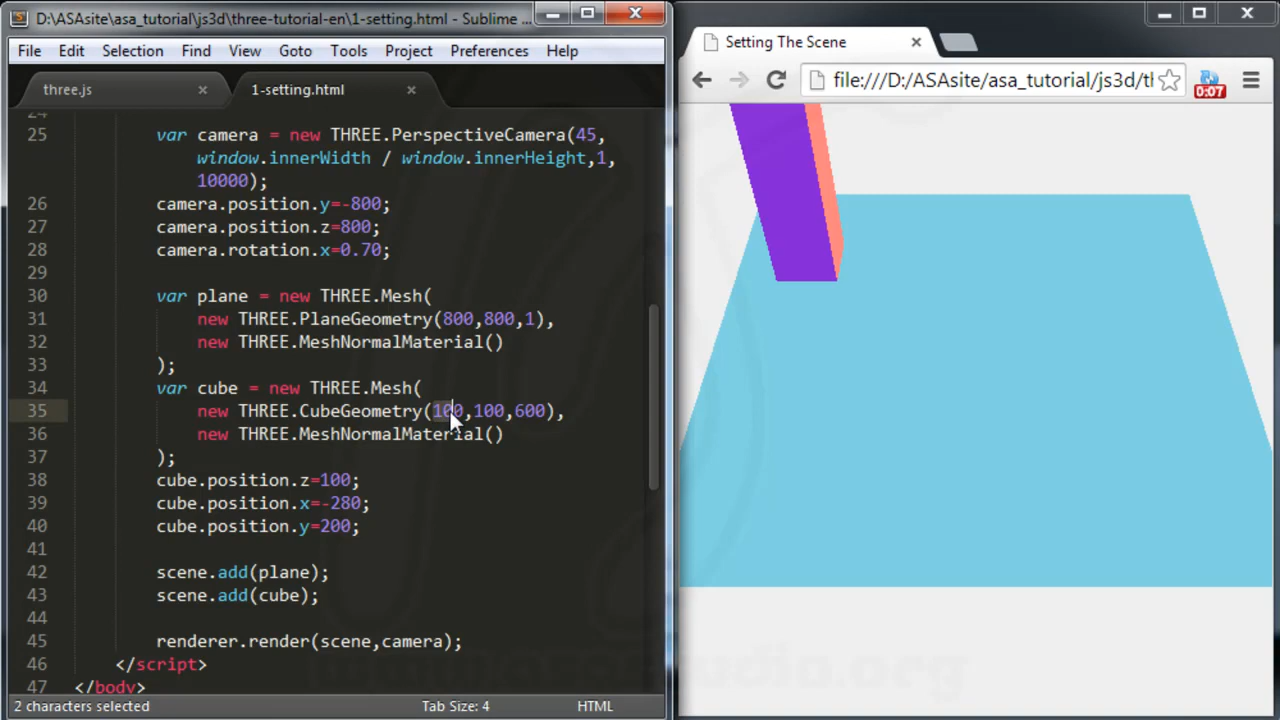 D:\ASAsite\asa_tutorial\js3d\three-tutorial-en\1-setting.html - Sublime ...
File Edit Selection Find View Goto Tools Project Preferences Help
three.js 1-setting.html
24
25 var camera = new THREE.PerspectiveCamera(45,
window.innerWidth / window.innerHeight,1,
10000);
26 camera.position.y=-800;
27 camera.position.z=800;
28 camera.rotation.x=0.70;
29
30 var plane = new THREE.Mesh(
31 new THREE.PlaneGeometry(800,800,1),
32 new THREE.MeshNormalMaterial()
33 );
34 var cube = new THREE.Mesh(
35 new THREE.CubeGeometry(100,100,600),
36 new THREE.MeshNormalMaterial()
37 );
38 cube.position.z=100;
39 cube.position.x=-280;
40 cube.position.y=200;
41
42 scene.add(plane);
43 scene.add(cube);
44
45 renderer.render(scene,camera);
46 </script>
47 </body>
2 characters selected Tab Size: 4 HTML
Setting The Scene
file:///D:/ASAsite/asa_tutorial/js3d/tl
0:07